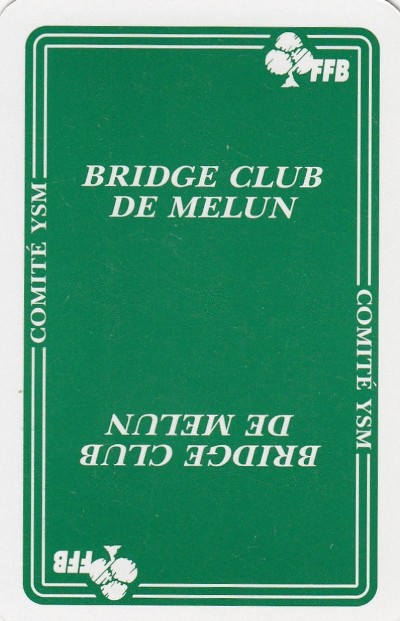 FFB
BRIDGE CLUB
DE MELUN
COMITÉ YSM
COMITÉ YSM
BRIDGE CLUB
DE MELUN
FFB